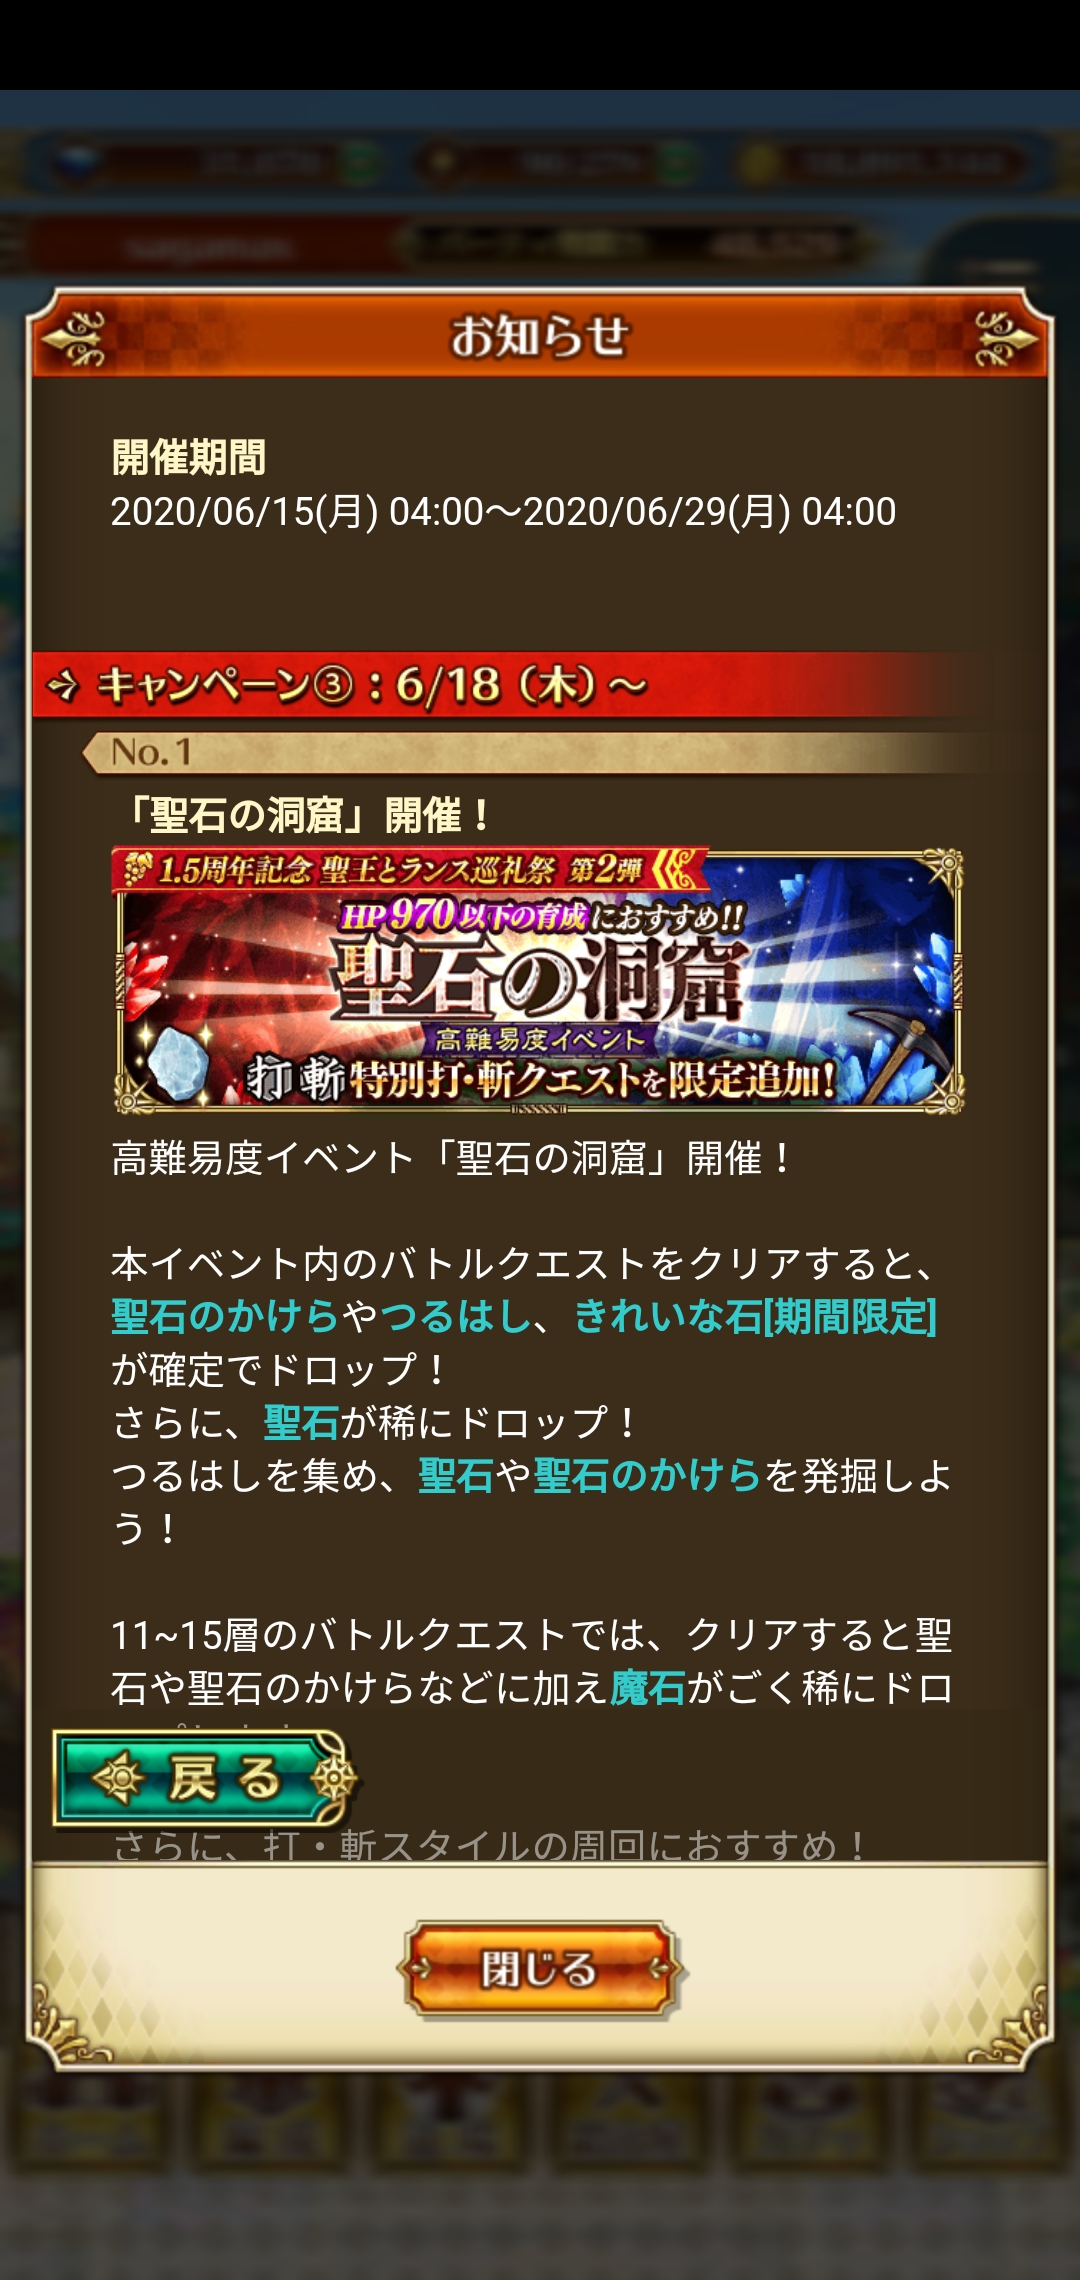 お知らせ
開催期間
2020/06/15(月) 04:00〜2020/06/29(月) 04:00
キャンペーン③：6/18（木）〜
No.1
「聖石の洞窟」開催！
1.5周年記念 聖王とランス巡礼祭 第2弾
HP970以下の育成におすすめ!!
聖石の洞窟
高難易度イベント
打 斬 特別打・斬クエストを限定追加!
高難易度イベント「聖石の洞窟」開催！
本イベント内のバトルクエストをクリアすると、
聖石のかけらやつるはし、きれいな石[期間限定]
が確定でドロップ！
さらに、聖石が稀にドロップ！
つるはしを集め、聖石や聖石のかけらを発掘しよ
う！
11~15層のバトルクエストでは、クリアすると聖
石や聖石のかけらなどに加え魔石がごく稀にドロ
戻る
さらに、打・斬スタイルの周回におすすめ！
閉じる